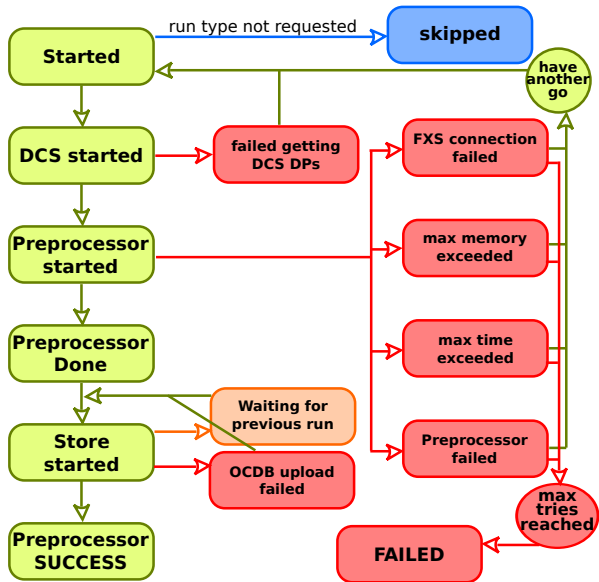 run type not requested
skipped
Started
have
another
go
DCS started
failed getting
DCS DPs
FXS connection
failed
Preprocessor
started
max memory
exceeded
Preprocessor
Done
max time
exceeded
Waiting for
previous run
Store
started
Preprocessor
failed
OCDB upload
failed
max
tries
reached
Preprocessor
SUCCESS
FAILED